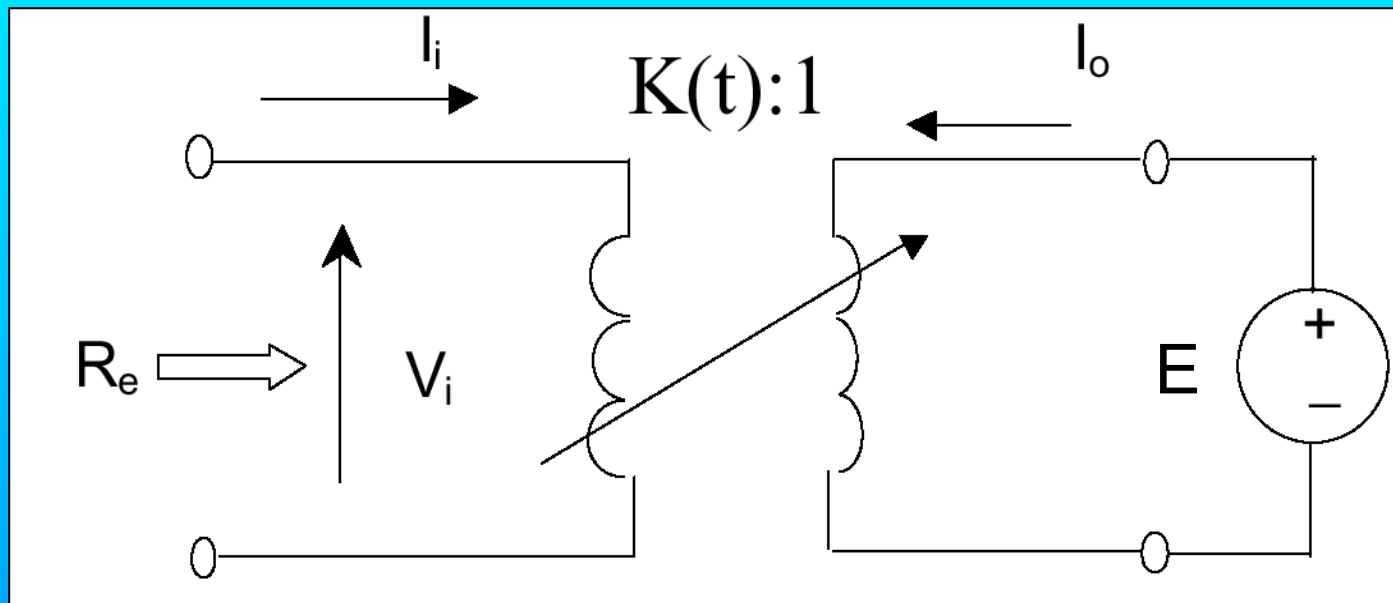 Iᵢ
K(t):1
Iₒ
Rₑ
Vᵢ
E
+
–